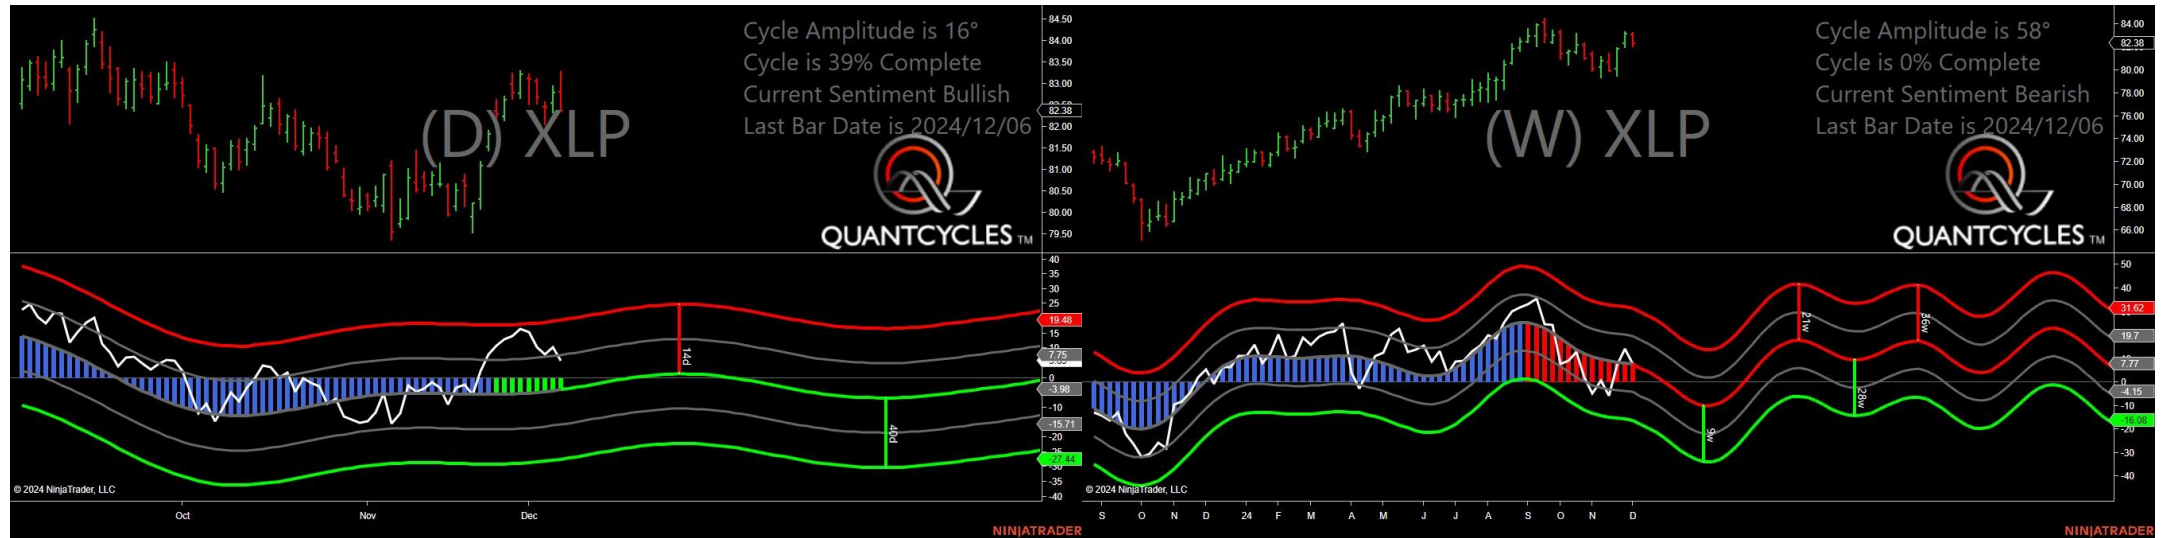 Cycle Amplitude is 16°
Cycle is 39% Complete
Current Sentiment Bullish
Last Bar Date is 2024/12/06
(D) XLP
QUANTCYCLES TM
84.50
84.00
83.50
83.00
82.38
82.00
81.50
81.00
80.50
80.00
79.50
40
35
30
25
19.48
15
10
7.75
0
-3.98
-10
-15.71
-20
-27.44
-30
-35
-40
14d
40d
© 2024 NinjaTrader, LLC
Oct
Nov
Dec
NINJATRADER
Cycle Amplitude is 58°
Cycle is 0% Complete
Current Sentiment Bearish
Last Bar Date is 2024/12/06
(W) XLP
QUANTCYCLES TM
84.00
82.38
80.00
78.00
76.00
74.00
72.00
70.00
68.00
66.00
50
40
31.62
19.7
10
7.77
0
-4.15
-10
-16.08
-20
-30
-40
21w
36w
9w
28w
© 2024 NinjaTrader, LLC
S
O
N
D
24
F
M
A
M
J
J
A
S
O
N
D
NINJATRADER